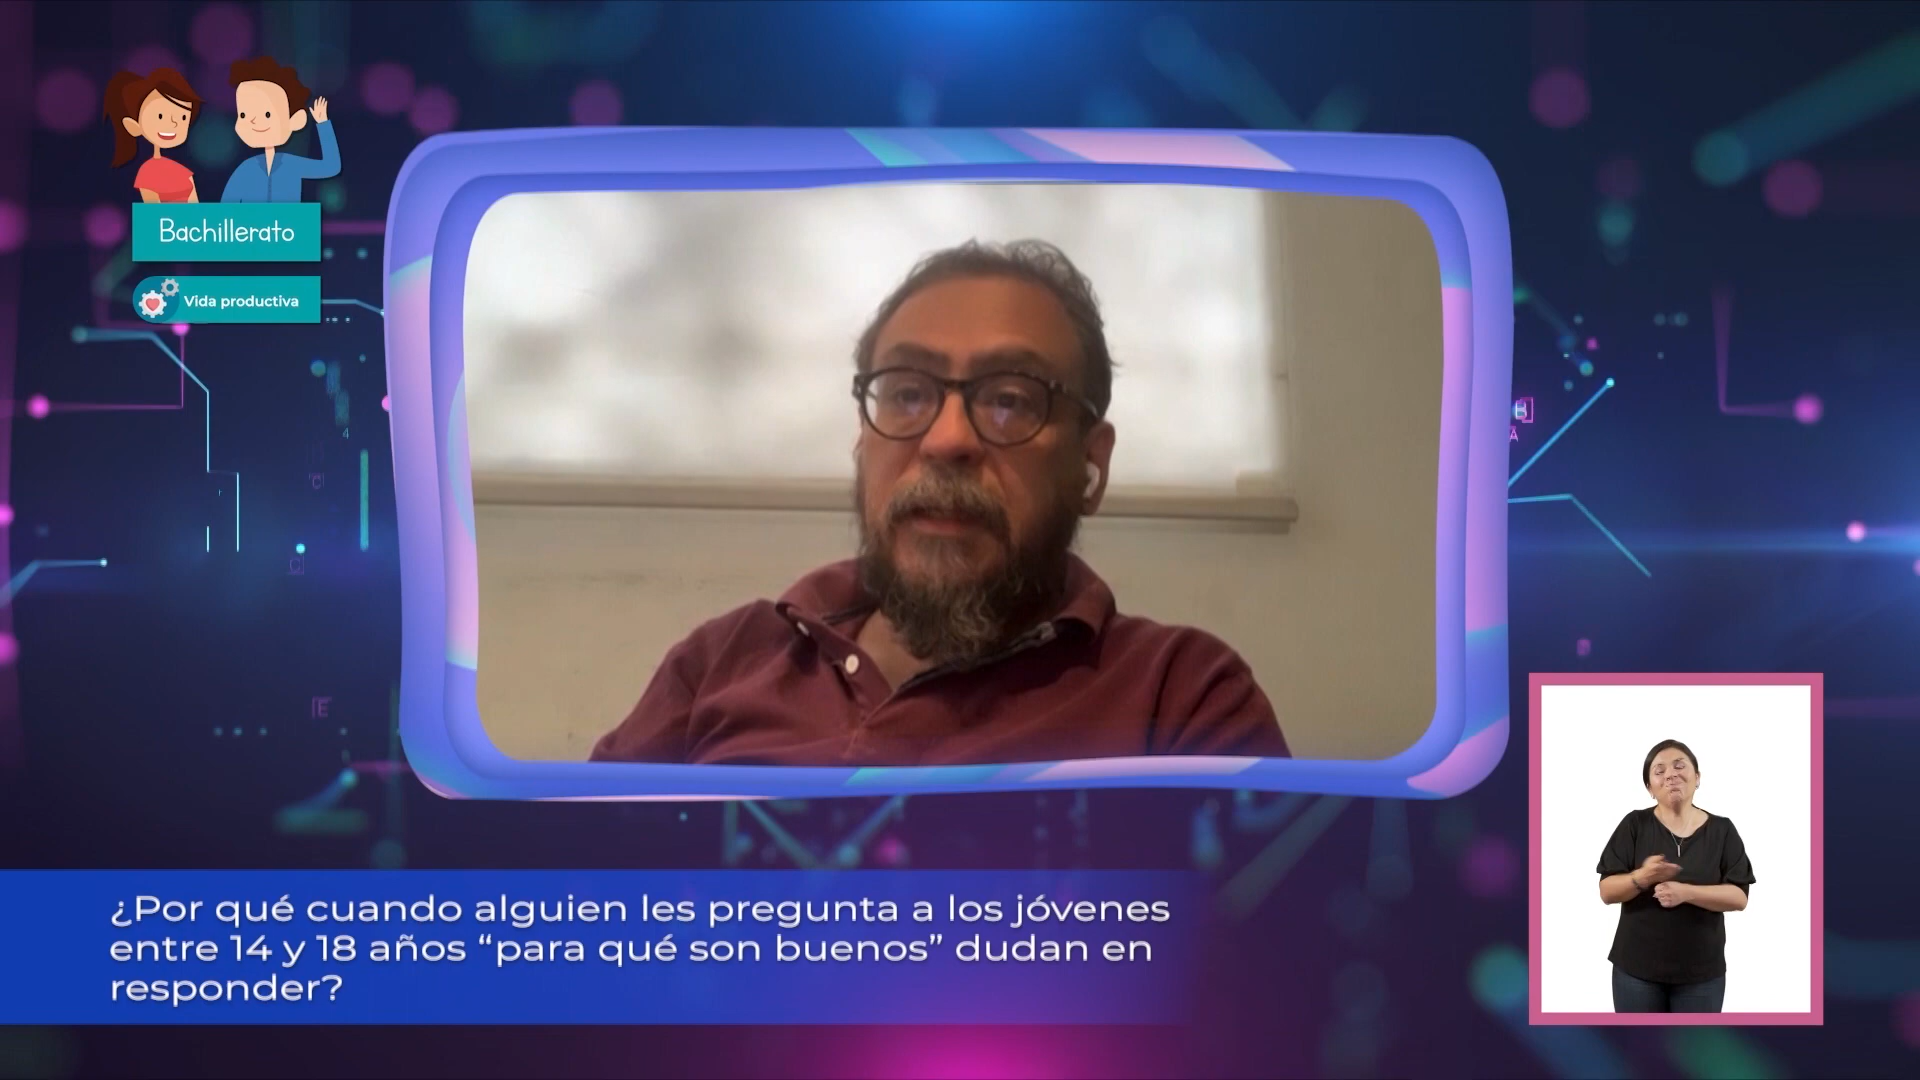 Bachillerato
Vida productiva
4
C
C
E
B
A
B
¿Por qué cuando alguien les pregunta a los jóvenes
entre 14 y 18 años “para qué son buenos” dudan en
responder?